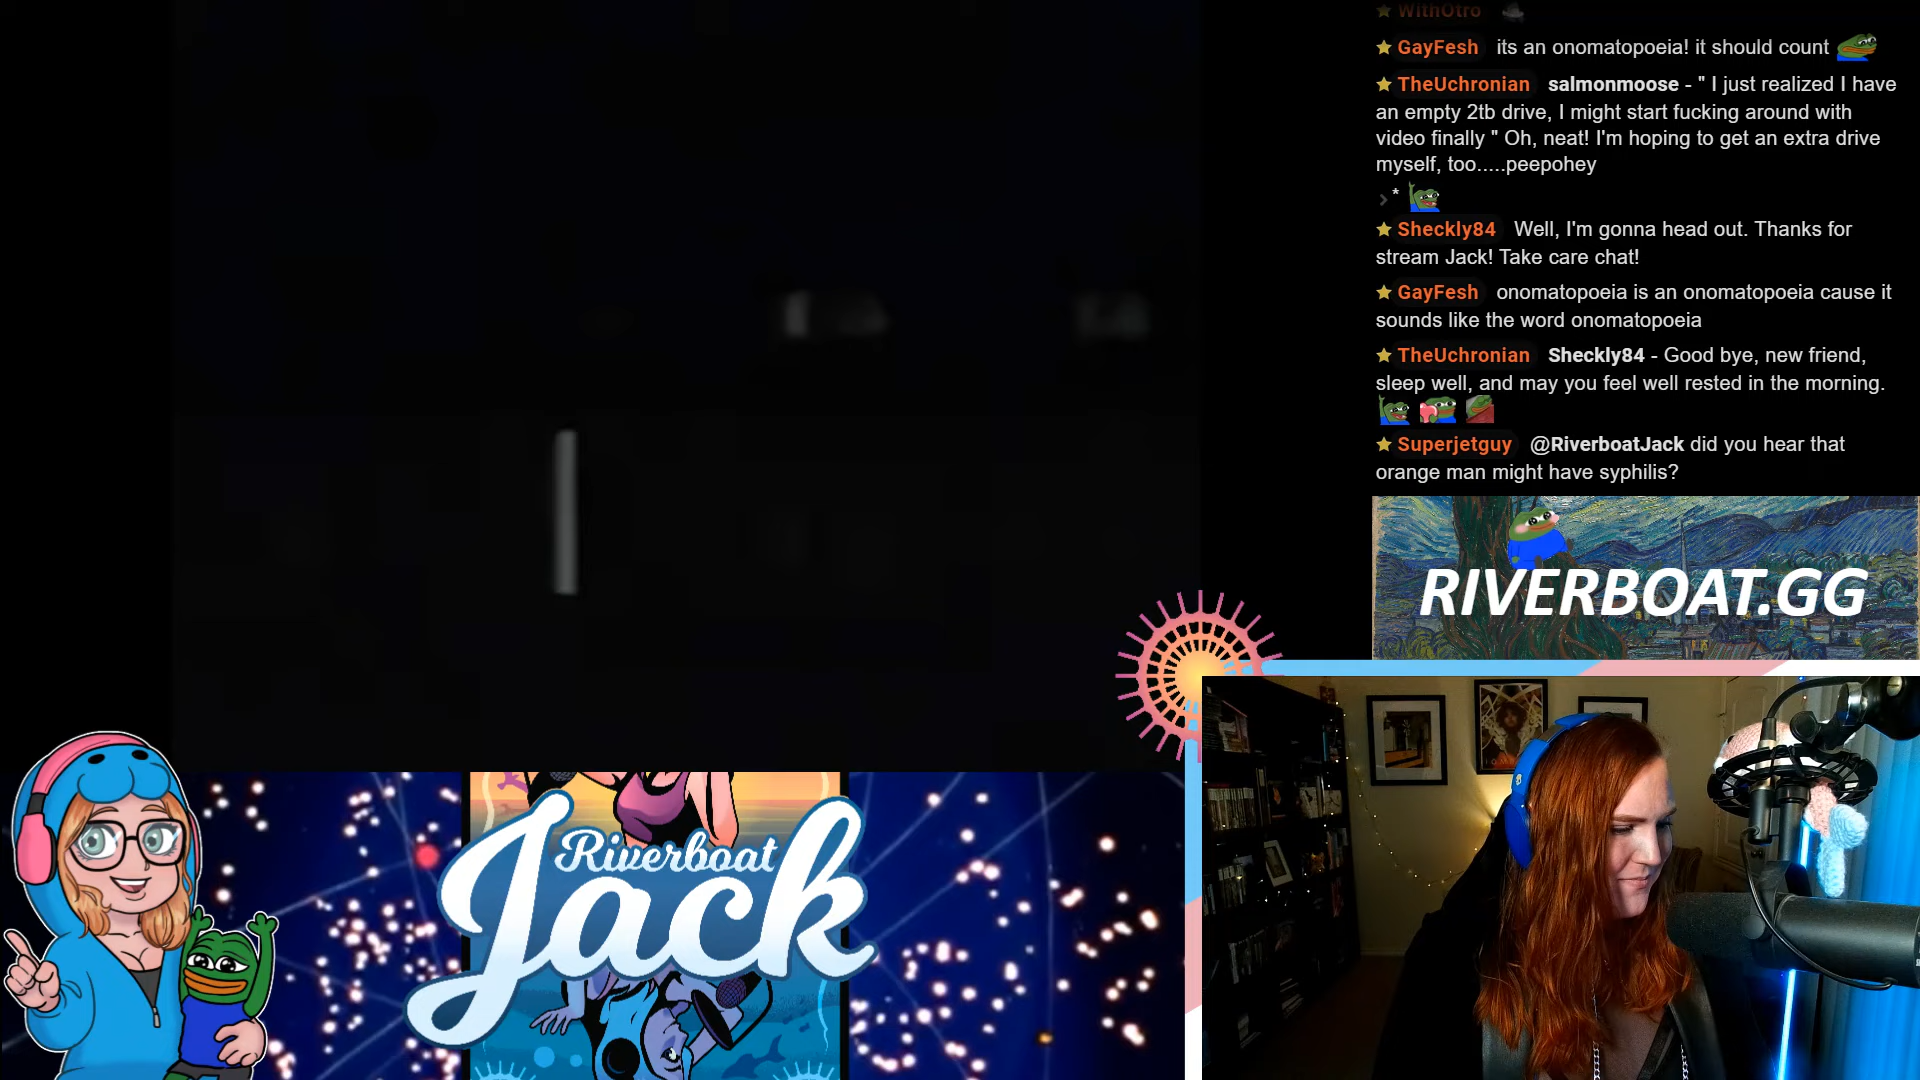 WithOtro
GayFesh its an onomatopoeia! it should count
TheUchronian salmonmoose - " I just realized I have
an empty 2tb drive, I might start fucking around with
video finally " Oh, neat! I'm hoping to get an extra drive
myself, too.....peepohey
*
Sheckly84 Well, I'm gonna head out. Thanks for
stream Jack! Take care chat!
GayFesh onomatopoeia is an onomatopoeia cause it
sounds like the word onomatopoeia
TheUchronian Sheckly84 - Good bye, new friend,
sleep well, and may you feel well rested in the morning.
Superjetguy @RiverboatJack did you hear that
orange man might have syphilis?
RIVERBOAT.GG
Riverboat
Jack